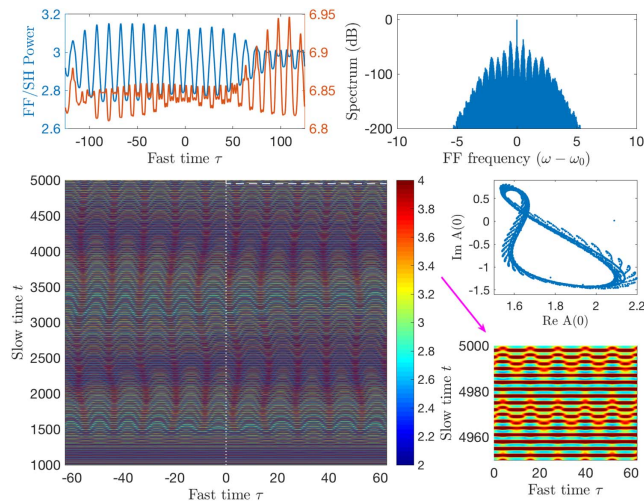 3.2
3
2.8
2.6
FF/SH Power
6.95
6.9
6.85
6.8
-100 -50 0 50 100
Fast time τ
0
-100
-200
Spectrum (dB)
-10 -5 0 5 10
FF frequency (ω − ω₀)
5000
4500
4000
3500
3000
2500
2000
1500
1000
Slow time t
-60 -40 -20 0 20 40 60
Fast time τ
4
3.8
3.6
3.4
3.2
3
2.8
2.6
2.4
2.2
2
0.5
0
-0.5
-1
-1.5
Im A(0)
1.6 1.8 2 2.2
Re A(0)
5000
4980
4960
Slow time t
0 20 40 60
Fast time τ